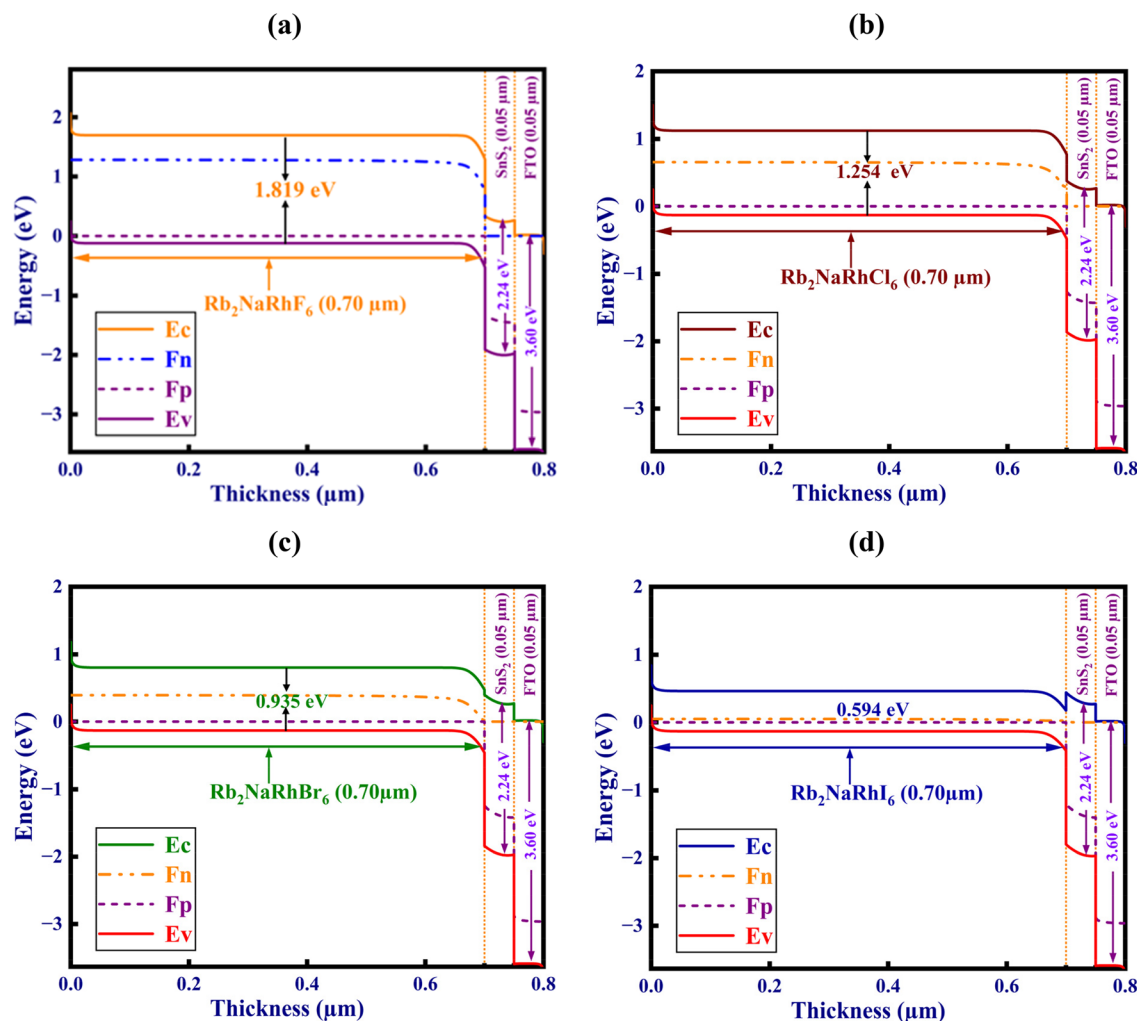 (a)
2
1
0
−1
−2
−3
0.0
0.2
0.4
0.6
0.8
Energy (eV)
Thickness (µm)
1.819 eV
Rb₂NaRhF₆ (0.70 µm)
SnS₂ (0.05 µm)
FTO (0.05 µm)
2.24 eV
3.60 eV
Ec
Fn
Fp
Ev
(b)
2
1
0
−1
−2
−3
0.0
0.2
0.4
0.6
0.8
Energy (eV)
Thickness (µm)
1.254 eV
Rb₂NaRhCl₆ (0.70 µm)
SnS₂ (0.05 µm)
FTO (0.05 µm)
2.24 eV
3.60 eV
Ec
Fn
Fp
Ev
(c)
2
1
0
−1
−2
−3
0.0
0.2
0.4
0.6
0.8
Energy (eV)
Thickness (µm)
0.935 eV
Rb₂NaRhBr₆ (0.70µm)
SnS₂ (0.05 µm)
FTO (0.05 µm)
2.24 eV
3.60 eV
Ec
Fn
Fp
Ev
(d)
2
1
0
−1
−2
−3
0.0
0.2
0.4
0.6
0.8
Energy (eV)
Thickness (µm)
0.594 eV
Rb₂NaRhI₆ (0.70µm)
SnS₂ (0.05 µm)
FTO (0.05 µm)
2.24 eV
3.60 eV
Ec
Fn
Fp
Ev